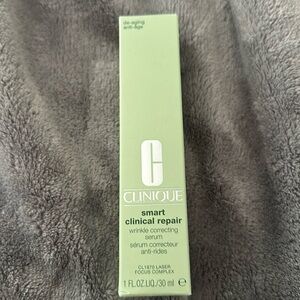 de-aging
anti-âge
C
CLINIQUE
smart
clinical repair
wrinkle correcting
serum
sérum correcteur
anti-rides
CL1870 LASER
FOCUS COMPLEX
1 FL.OZ.LIQ./30 ml e